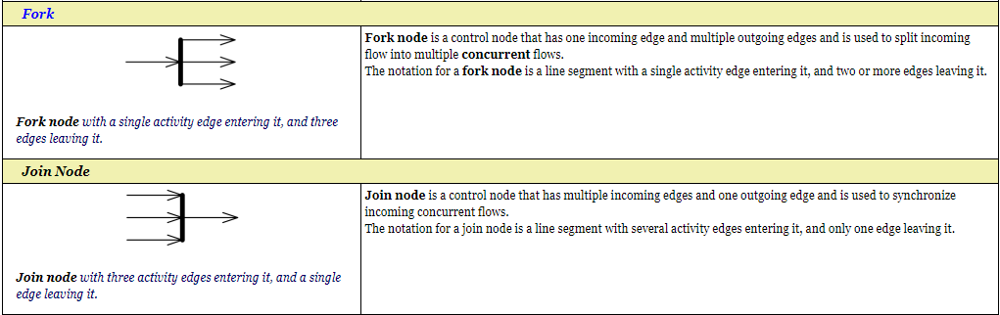 Fork
Fork node is a control node that has one incoming edge and multiple outgoing edges and is used to split incoming
flow into multiple concurrent flows.
The notation for a fork node is a line segment with a single activity edge entering it, and two or more edges leaving it.
Fork node with a single activity edge entering it, and three
edges leaving it.
Join Node
Join node is a control node that has multiple incoming edges and one outgoing edge and is used to synchronize
incoming concurrent flows.
The notation for a join node is a line segment with several activity edges entering it, and only one edge leaving it.
Join node with three activity edges entering it, and a single
edge leaving it.